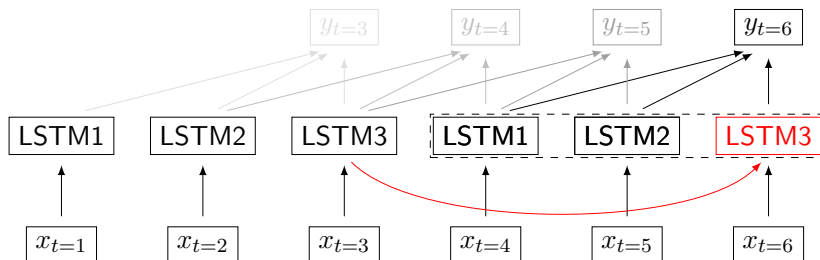 y_{t=3} y_{t=4} y_{t=5} y_{t=6}
LSTM1 LSTM2 LSTM3 LSTM1 LSTM2 LSTM3
x_{t=1} x_{t=2} x_{t=3} x_{t=4} x_{t=5} x_{t=6}